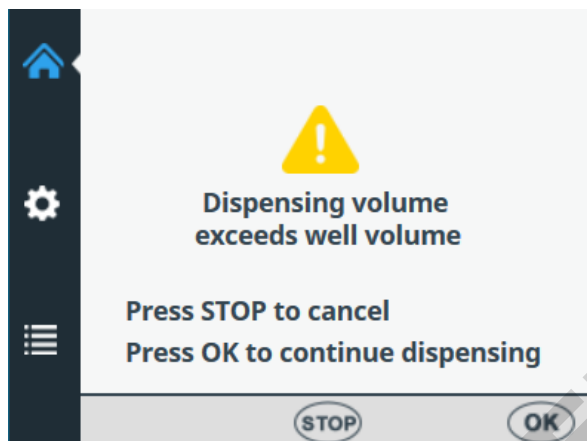 Dispensing volume
exceeds well volume
Press STOP to cancel
Press OK to continue dispensing
STOP
OK